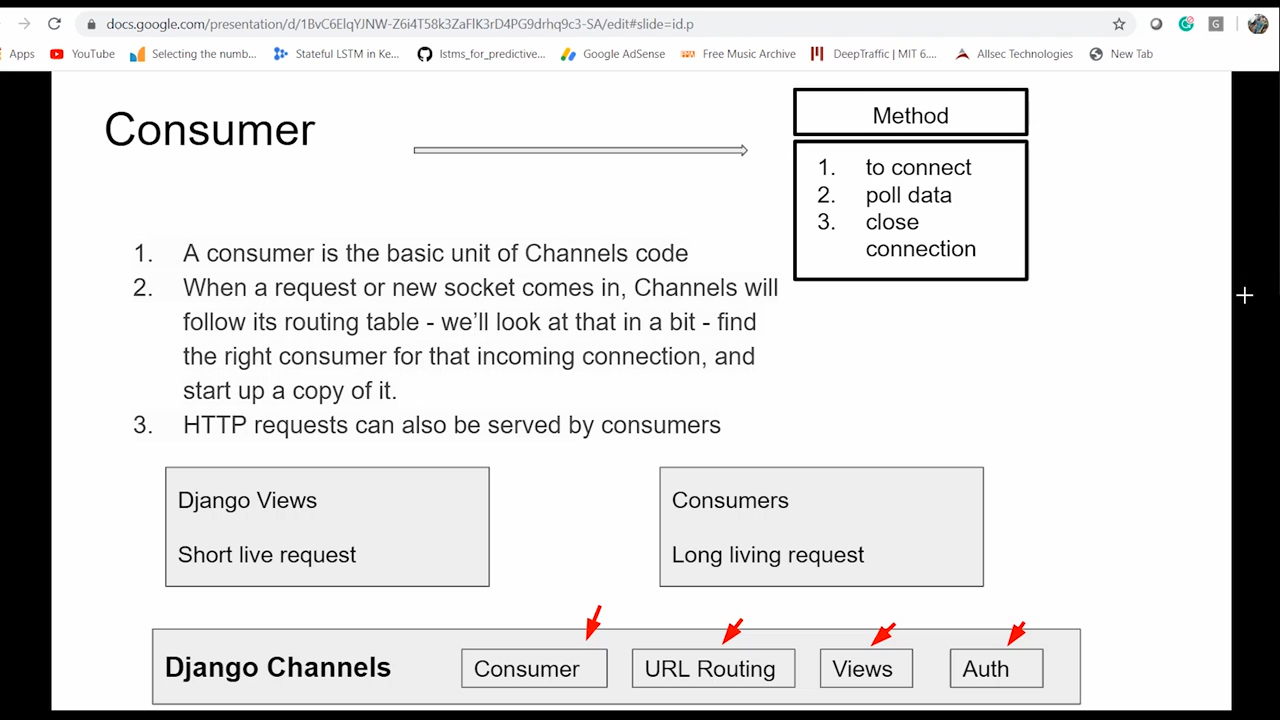 docs.google.com/presentation/d/1BvC6ElqYJNW-Z6i4T58k3ZaFlK3rD4PG9drhq9c3-SA/edit#slide=id.p
Apps YouTube Selecting the numb... Stateful LSTM in Ke... lstms_for_predictive... Google AdSense Free Music Archive DeepTraffic | MIT 6.... Allsec Technologies New Tab
Consumer
Method
1. to connect
2. poll data
3. close
connection
1. A consumer is the basic unit of Channels code
2. When a request or new socket comes in, Channels will
follow its routing table - we’ll look at that in a bit - find
the right consumer for that incoming connection, and
start up a copy of it.
3. HTTP requests can also be served by consumers
Django Views
Short live request
Consumers
Long living request
Django Channels Consumer URL Routing Views Auth